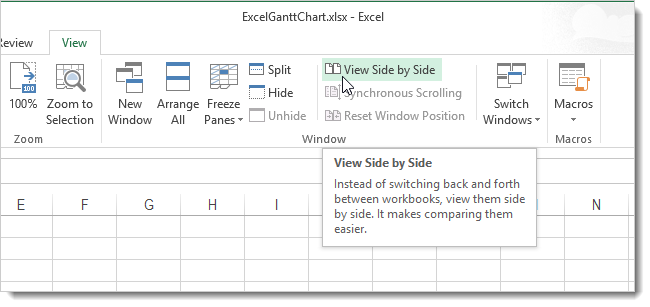 ExcelGanttChart.xlsx - Excel
Review
View
View Side by Side
Split
Synchronous Scrolling
Hide
100
100%
Zoom to
Selection
New
Window
Arrange
All
Freeze
Panes
Unhide
Reset Window Position
Switch
Windows
Macros
Zoom
Window
Macros
View Side by Side
Instead of switching back and forth
between workbooks, view them side
by side. It makes comparing them
easier.
E F G H I N